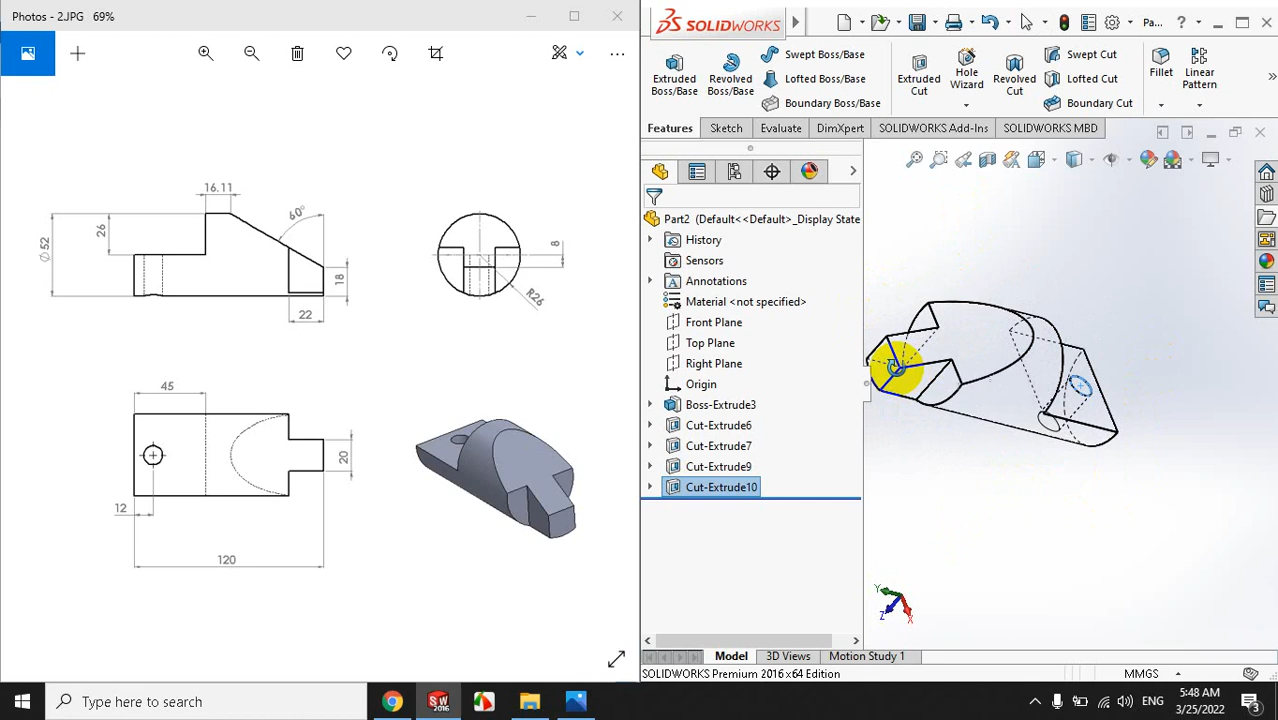 Photos - 2.JPG 69%
16.11
60°
26
Ø52
18
22
8
R26
45
20
12
120
SOLIDWORKS
Pa...
?
Extruded Boss/Base
Revolved Boss/Base
Swept Boss/Base
Lofted Boss/Base
Boundary Boss/Base
Extruded Cut
Hole Wizard
Revolved Cut
Swept Cut
Lofted Cut
Boundary Cut
Fillet
Linear Pattern
Features
Sketch
Evaluate
DimXpert
SOLIDWORKS Add-Ins
SOLIDWORKS MBD
Part2 (Default<<Default>_Display State
History
Sensors
Annotations
Material <not specified>
Front Plane
Top Plane
Right Plane
Origin
Boss-Extrude3
Cut-Extrude6
Cut-Extrude7
Cut-Extrude9
Cut-Extrude10
Y
Z
X
Model
3D Views
Motion Study 1
SOLIDWORKS Premium 2016 x64 Edition
MMGS
Type here to search
SW
2016
ENG
5:48 AM
3/25/2022
3